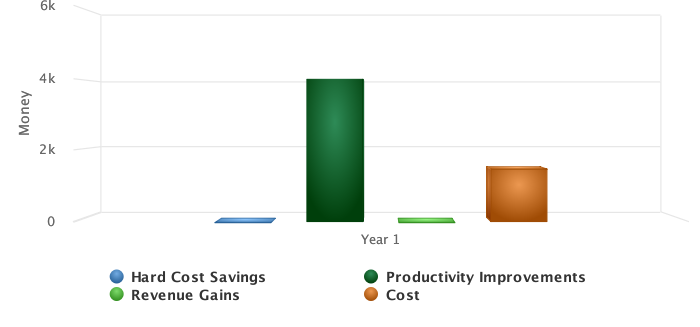 6k
4k
2k
0
Money
Year 1
Hard Cost Savings
Productivity Improvements
Revenue Gains
Cost